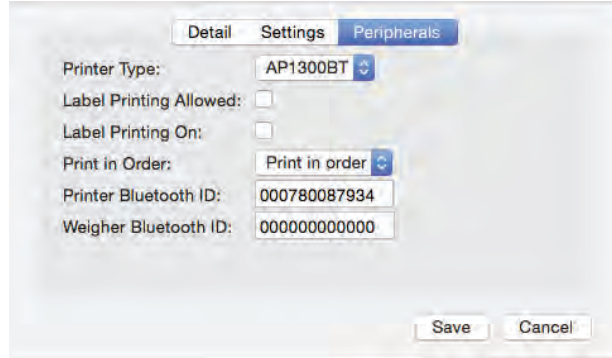 Detail Settings Peripherals
Printer Type: AP1300BT
Label Printing Allowed:
Label Printing On:
Print in Order: Print in order
Printer Bluetooth ID: 000780087934
Weigher Bluetooth ID: 000000000000
Save Cancel